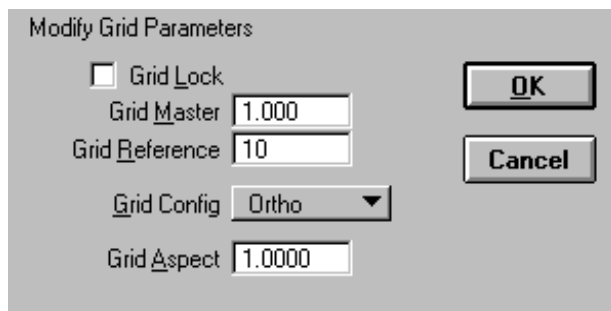 Modify Grid Parameters
Grid Lock
OK
Grid Master 1.000
Grid Reference 10
Cancel
Grid Config Ortho
Grid Aspect 1.0000